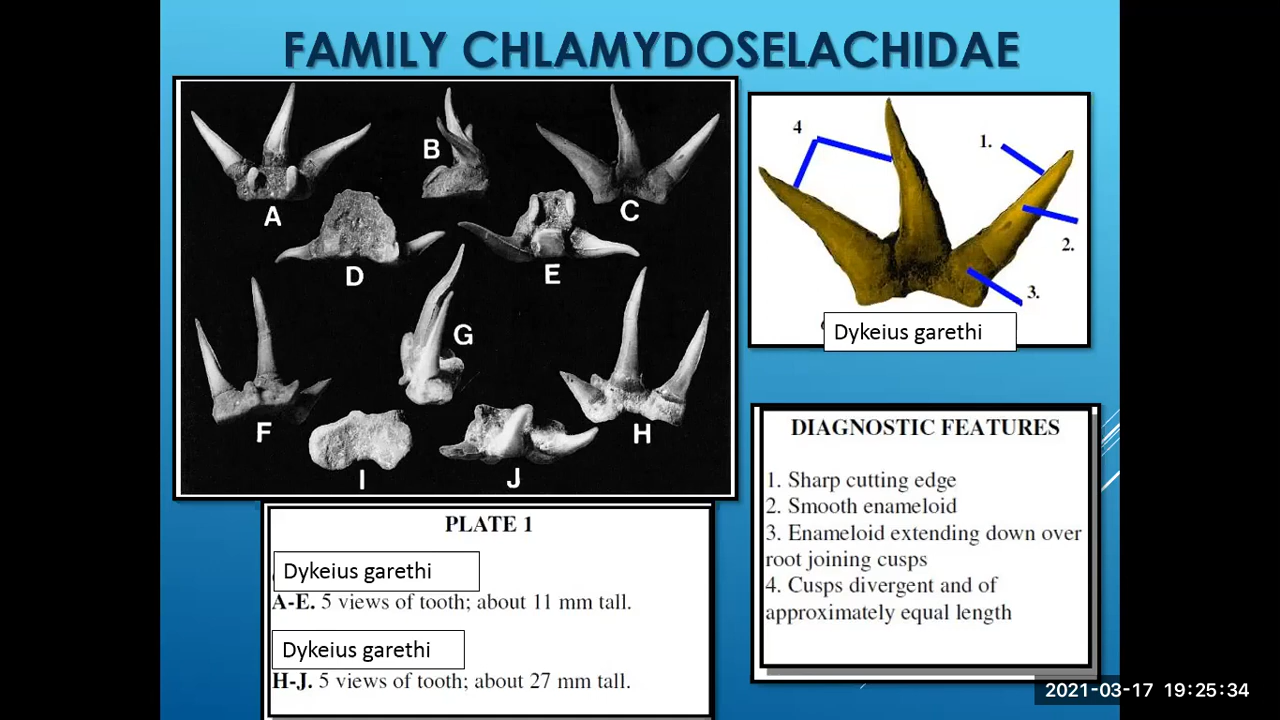 FAMILY CHLAMYDOSELACHIDAE
A
B
C
D
E
F
G
H
I
J
4
1.
2.
3.
Dykeius garethi
PLATE 1
Dykeius garethi
A-E. 5 views of tooth; about 11 mm tall.
Dykeius garethi
H-J. 5 views of tooth; about 27 mm tall.
DIAGNOSTIC FEATURES
1. Sharp cutting edge
2. Smooth enameloid
3. Enameloid extending down over
root joining cusps
4. Cusps divergent and of
approximately equal length
2021-03-17 19:25:34